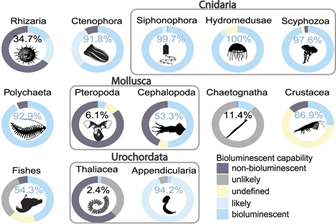 Cnidaria
Rhizaria Ctenophora Siphonophora Hydromedusae Scyphozoa
34.7% 91.8% 99.7% 100% 97.6%
Mollusca
Polychaeta Pteropoda Cephalopoda Chaetognatha Crustacea
92.9% 6.1% 53.3% 11.4% 66.9%
Urochordata
Fishes Thaliacea Appendicularia
54.3% 2.4% 94.2%
Bioluminescent capability
non-bioluminescent
unlikely
undefined
likely
bioluminescent